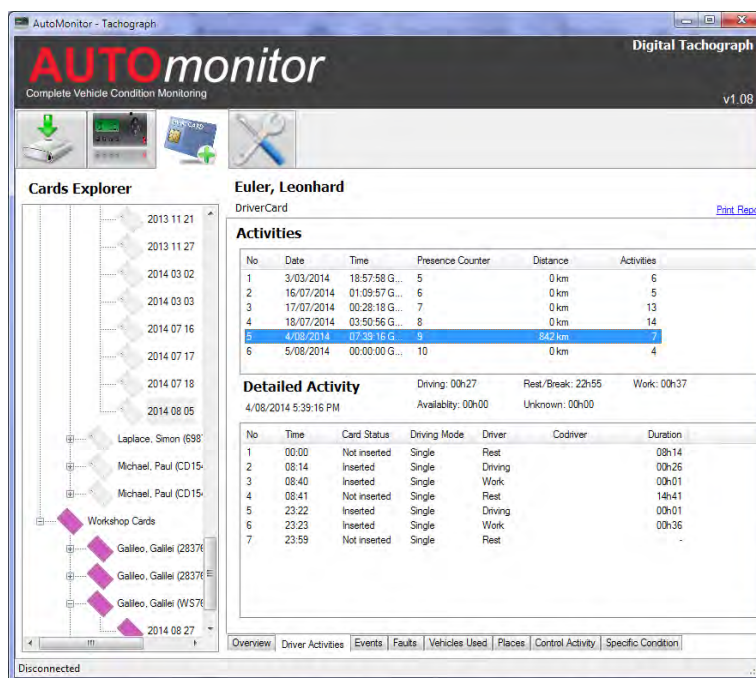 AutoMonitor - Tachograph
AUTOmonitor
Complete Vehicle Condition Monitoring
Digital Tachograph
v1.08
Cards Explorer
2013 11 21
2013 11 27
2014 03 02
2014 03 03
2014 07 16
2014 07 17
2014 07 18
2014 08 05
Laplace, Simon (698
Michael, Paul (CD15
Michael, Paul (CD15
Workshop Cards
Galileo, Galilei (2837
Galileo, Galilei (2837
Galileo, Galilei (WS7
2014 08 27
Euler, Leonhard
DriverCard
Print Repo
Activities
No Date Time Presence Counter Distance Activities
1 3/03/2014 18:57:58 G... 5 0 km 6
2 16/07/2014 01:09:57 G... 6 0 km 5
3 17/07/2014 00:28:18 G... 7 0 km 13
4 18/07/2014 03:50:56 G... 8 0 km 14
5 4/08/2014 07:39:16 G... 9 842 km 7
6 5/08/2014 00:00:00 G... 10 0 km 4
Detailed Activity Driving: 00h27 Rest/Break: 22h55 Work: 00h37
4/08/2014 5:39:16 PM Availablity: 00h00 Unknown: 00h00
No Time Card Status Driving Mode Driver Codriver Duration
1 00:00 Not inserted Single Rest 08h14
2 08:14 Inserted Single Driving 00h26
3 08:40 Inserted Single Work 00h01
4 08:41 Not inserted Single Rest 14h41
5 23:22 Inserted Single Driving 00h01
6 23:23 Inserted Single Work 00h36
7 23:59 Not inserted Single Rest -
Overview Driver Activities Events Faults Vehicles Used Places Control Activity Specific Condition
Disconnected